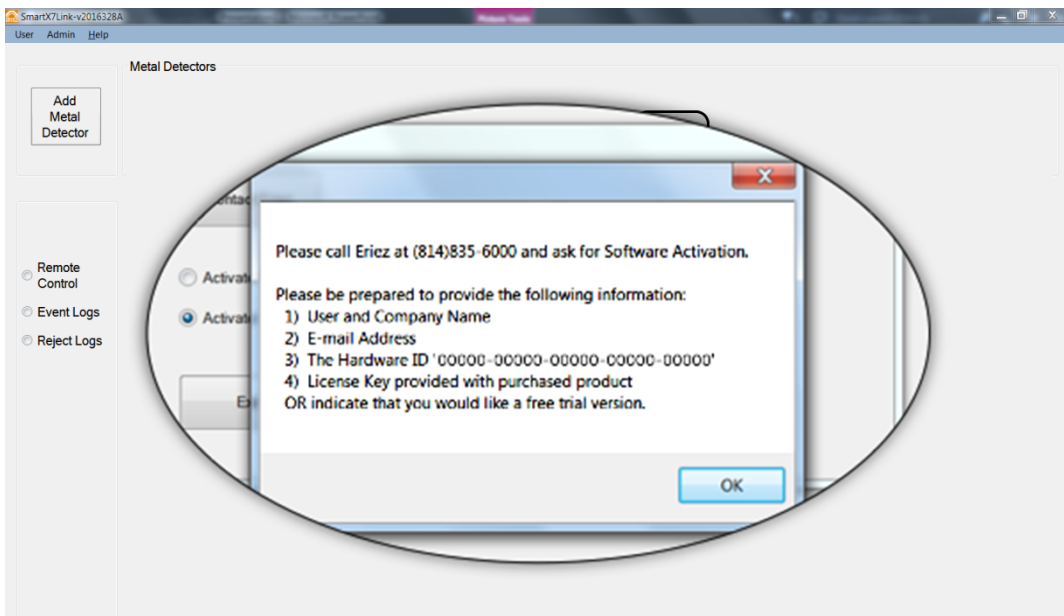 SmartX7Link-v2016328A
Picture Tools
User Admin Help
Metal Detectors
Add
Metal
Detector
Remote
Control
Event Logs
Reject Logs
Please call Eriez at (814)835-6000 and ask for Software Activation.
Please be prepared to provide the following information:
1) User and Company Name
2) E-mail Address
3) The Hardware ID '00000-00000-00000-00000-00000'
4) License Key provided with purchased product
OR indicate that you would like a free trial version.
OK